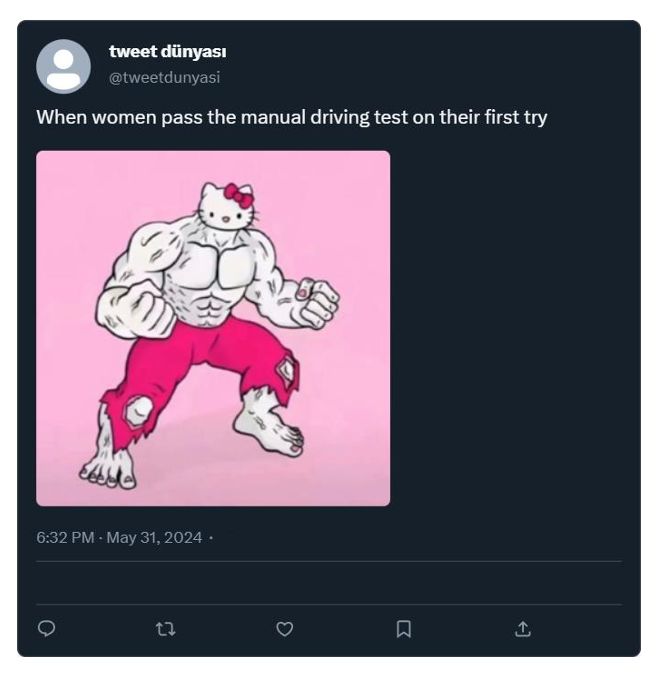 tweet dünyası
@tweetdunyasi
When women pass the manual driving test on their first try
6:32 PM · May 31, 2024 ·